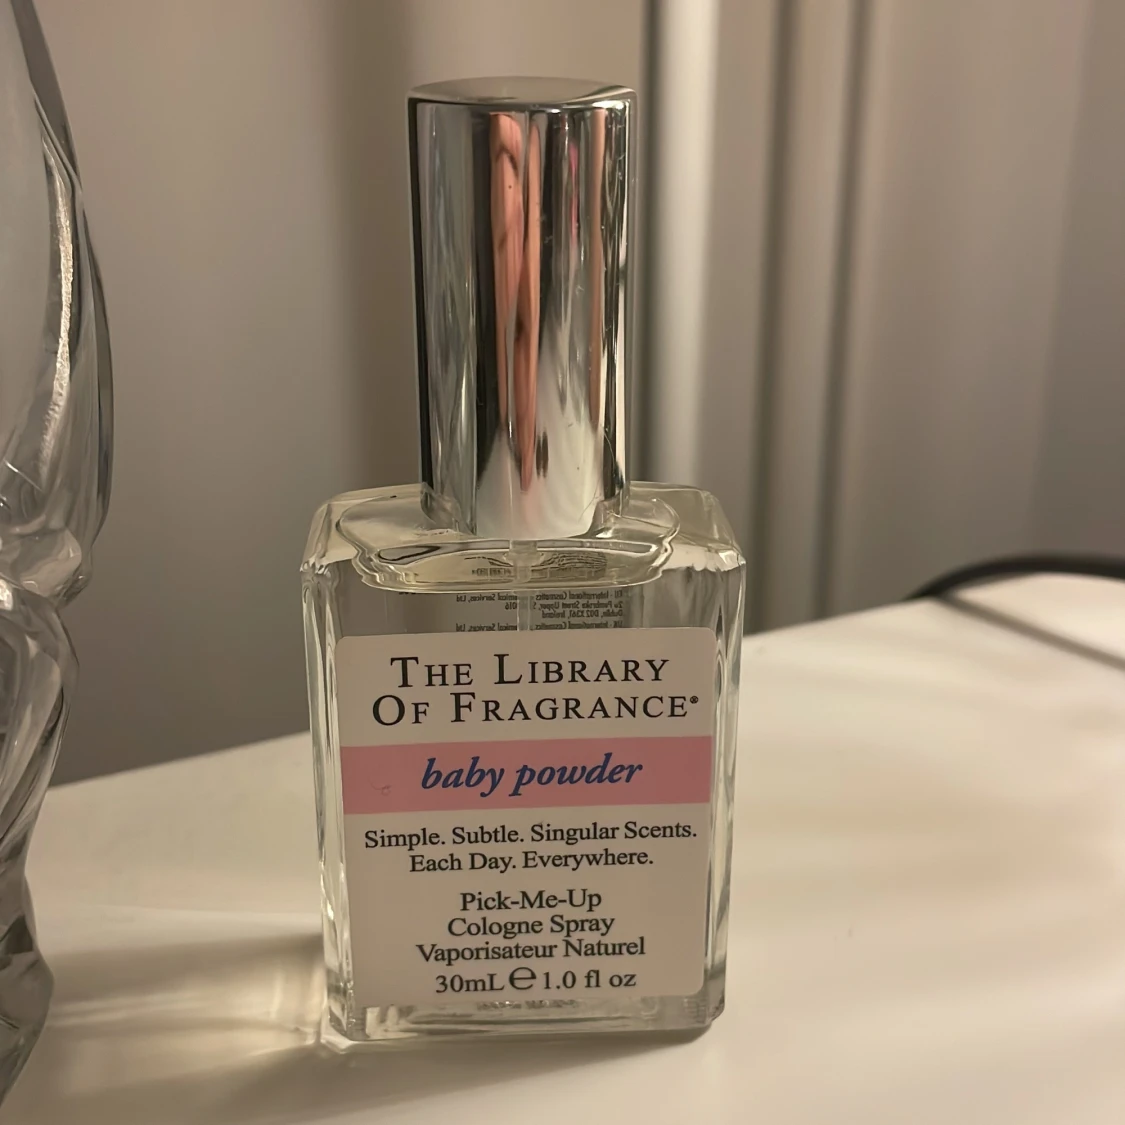 THE LIBRARY
OF FRAGRANCE®
baby powder
Simple. Subtle. Singular Scents.
Each Day. Everywhere.
Pick-Me-Up
Cologne Spray
Vaporisateur Naturel
30mL ℮ 1.0 fl oz